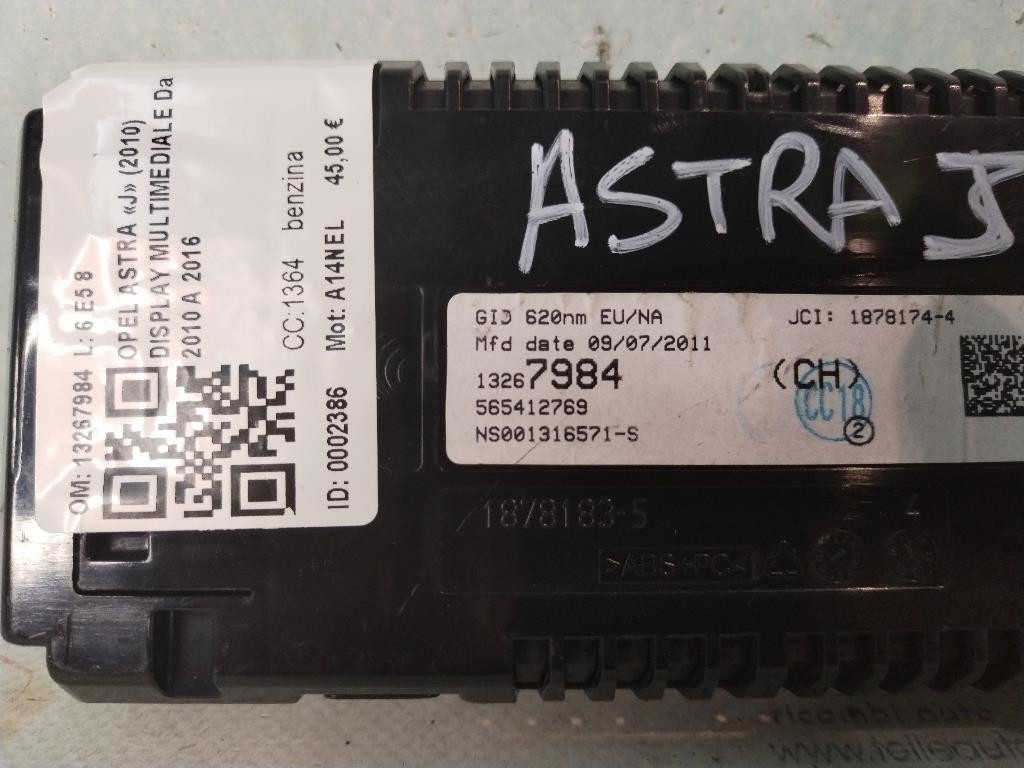 OM: 13267984 L: 6 E5 8
OPEL ASTRA «J» (2010)
DISPLAY MULTIMEDIALE Da
2010 A 2016
CC:1364 benzina
ID: 0002386 Mot: A14NEL 45,00 €
ASTRA J
GID 620nm EU/NA JCI: 1878174-4
Mfd date 09/07/2011
13267984 (CH)
565412769 CC18
NS001316571-S 2
1878183-5 4
>ABS+PC<
ricambi auto